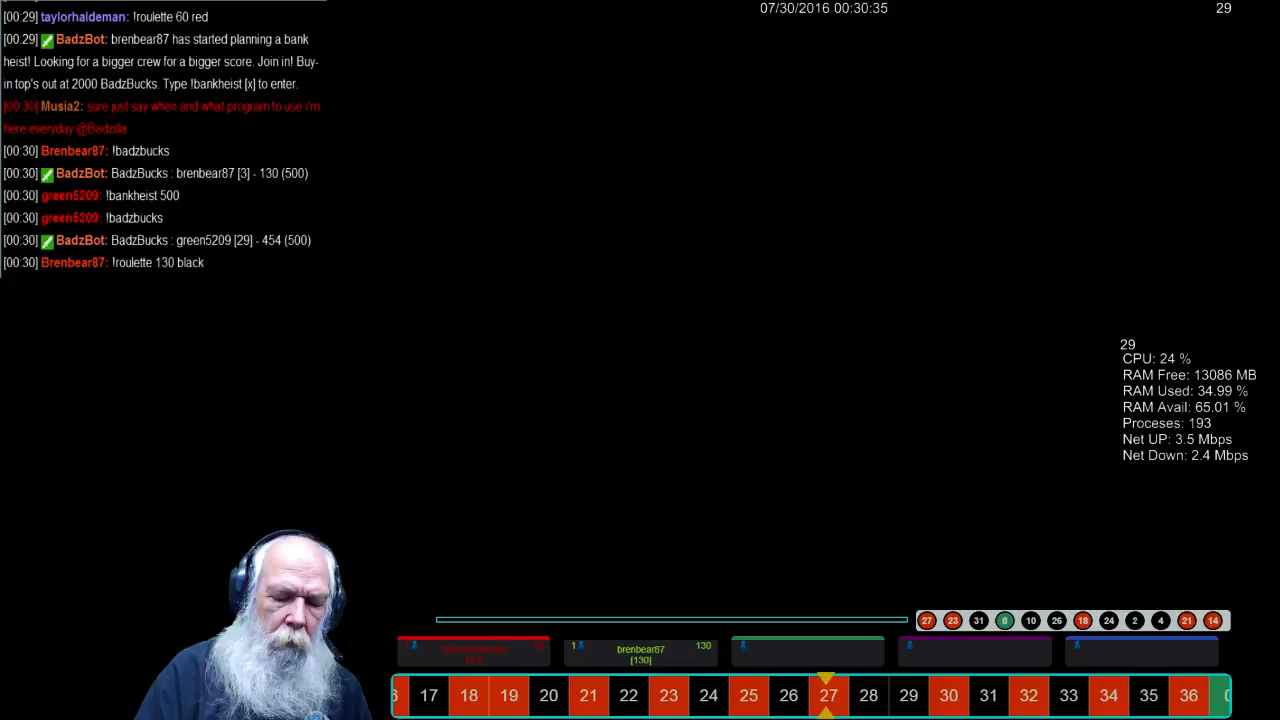 [00:29] taylorhaideman: !roulette 60 red
[00:29] BadzBot: brenbear87 has started planning a bank
heist! Looking for a bigger crew for a bigger score. Join in! Buy-
in top's out at 2000 BadzBucks. Type !bankheist [x] to enter.
[00:30] Musia2: sure just say when and what program to use i'm
here everyday @Badzilla
[00:30] Brenbear87: !badzbucks
[00:30] BadzBot: BadzBucks : brenbear87 [3] - 130 (500)
[00:30] green5209: !bankheist 500
[00:30] green5209: !badzbucks
[00:30] BadzBot: BadzBucks : green5209 [29] - 454 (500)
[00:30] Brenbear87: !roulette 130 black
07/30/2016 00:30:35
29
29
CPU: 24 %
RAM Free: 13086 MB
RAM Used: 34.99 %
RAM Avail: 65.01 %
Proceses: 193
Net UP: 3.5 Mbps
Net Down: 2.4 Mbps
27 23 31 0 10 26 18 24 2 4 21 14
1 taylorhaideman 60
[60]
1 brenbear87 130
[130]
17 18 19 20 21 22 23 24 25 26 27 28 29 30 31 32 33 34 35 36